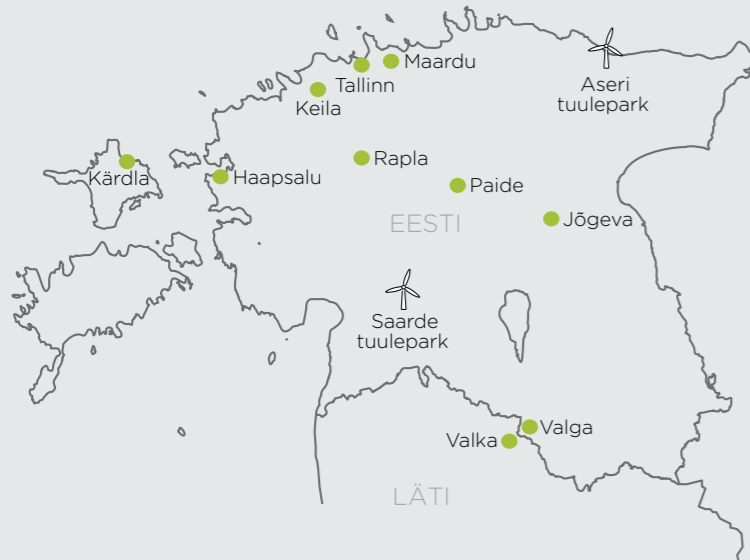 Maardu
Tallinn
Keila
Aseri
tuulepark
Kärdla
Haapsalu
Rapla
Paide
EESTI
Jõgeva
Saarde
tuulepark
Valga
Valka
LÄTI